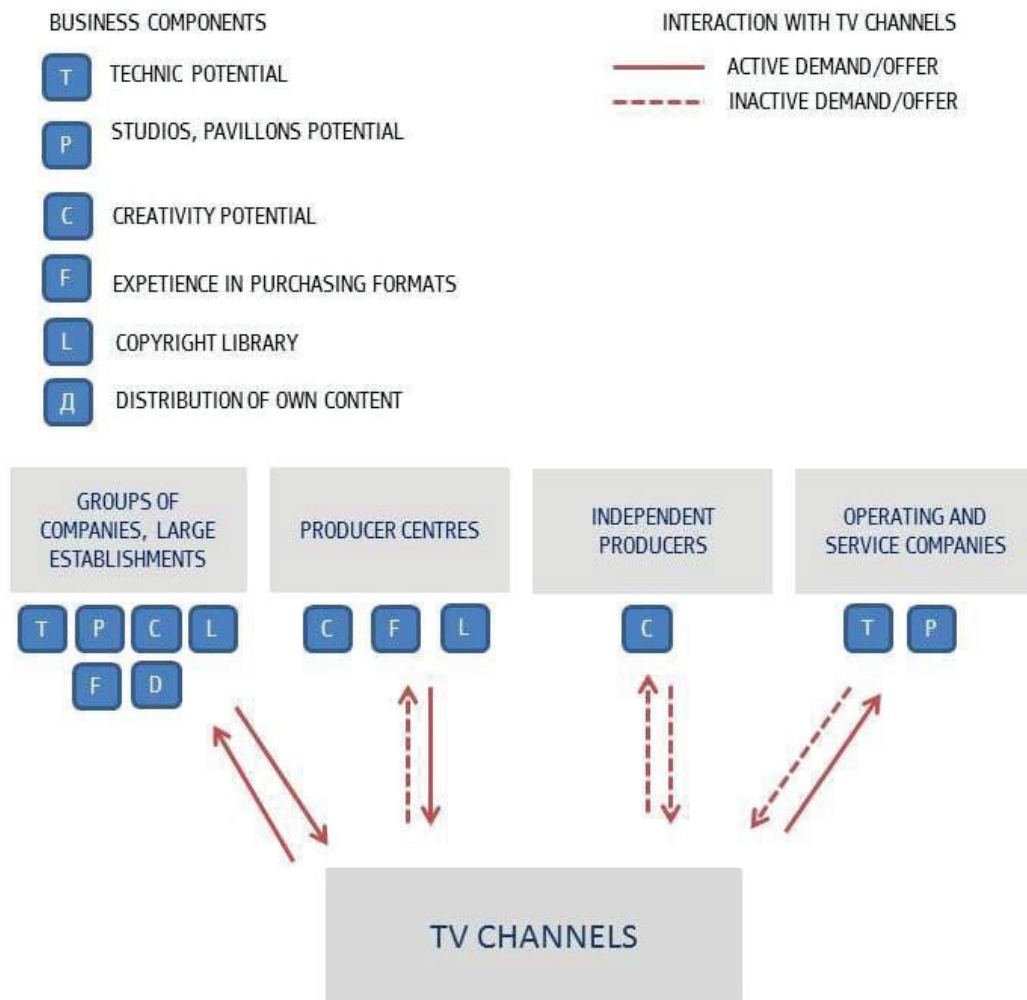 BUSINESS COMPONENTS
INTERACTION WITH TV CHANNELS
T TECHNIC POTENTIAL
P STUDIOS, PAVILLONS POTENTIAL
C CREATIVITY POTENTIAL
F EXPETIENCE IN PURCHASING FORMATS
L COPYRIGHT LIBRARY
Д DISTRIBUTION OF OWN CONTENT
ACTIVE DEMAND/OFFER
INACTIVE DEMAND/OFFER
GROUPS OF
COMPANIES, LARGE
ESTABLISHMENTS
T P C L
F D
PRODUCER CENTRES
C F L
INDEPENDENT
PRODUCERS
C
OPERATING AND
SERVICE COMPANIES
T P
TV CHANNELS